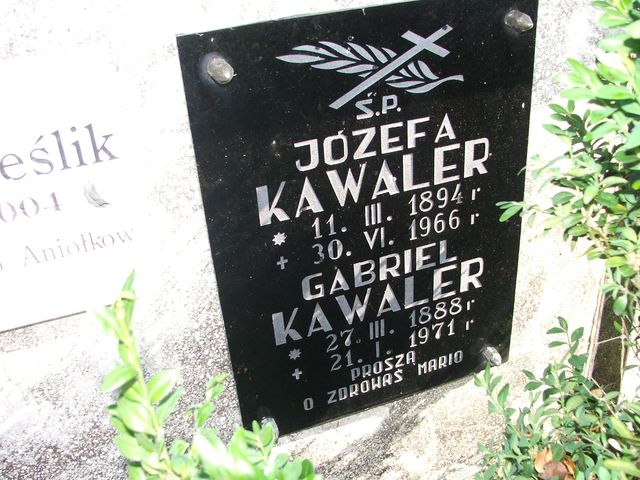 Ś.P.
JÓZEFA
KAWALER
* 11. III. 1894 r
+ 30. VI. 1966 r
GABRIEL
KAWALER
* 27. III. 1888 r
+ 21. I. 1971 r
PROSZĄ
O ZDROWAŚ MARIO
eślik
004
Aniołków